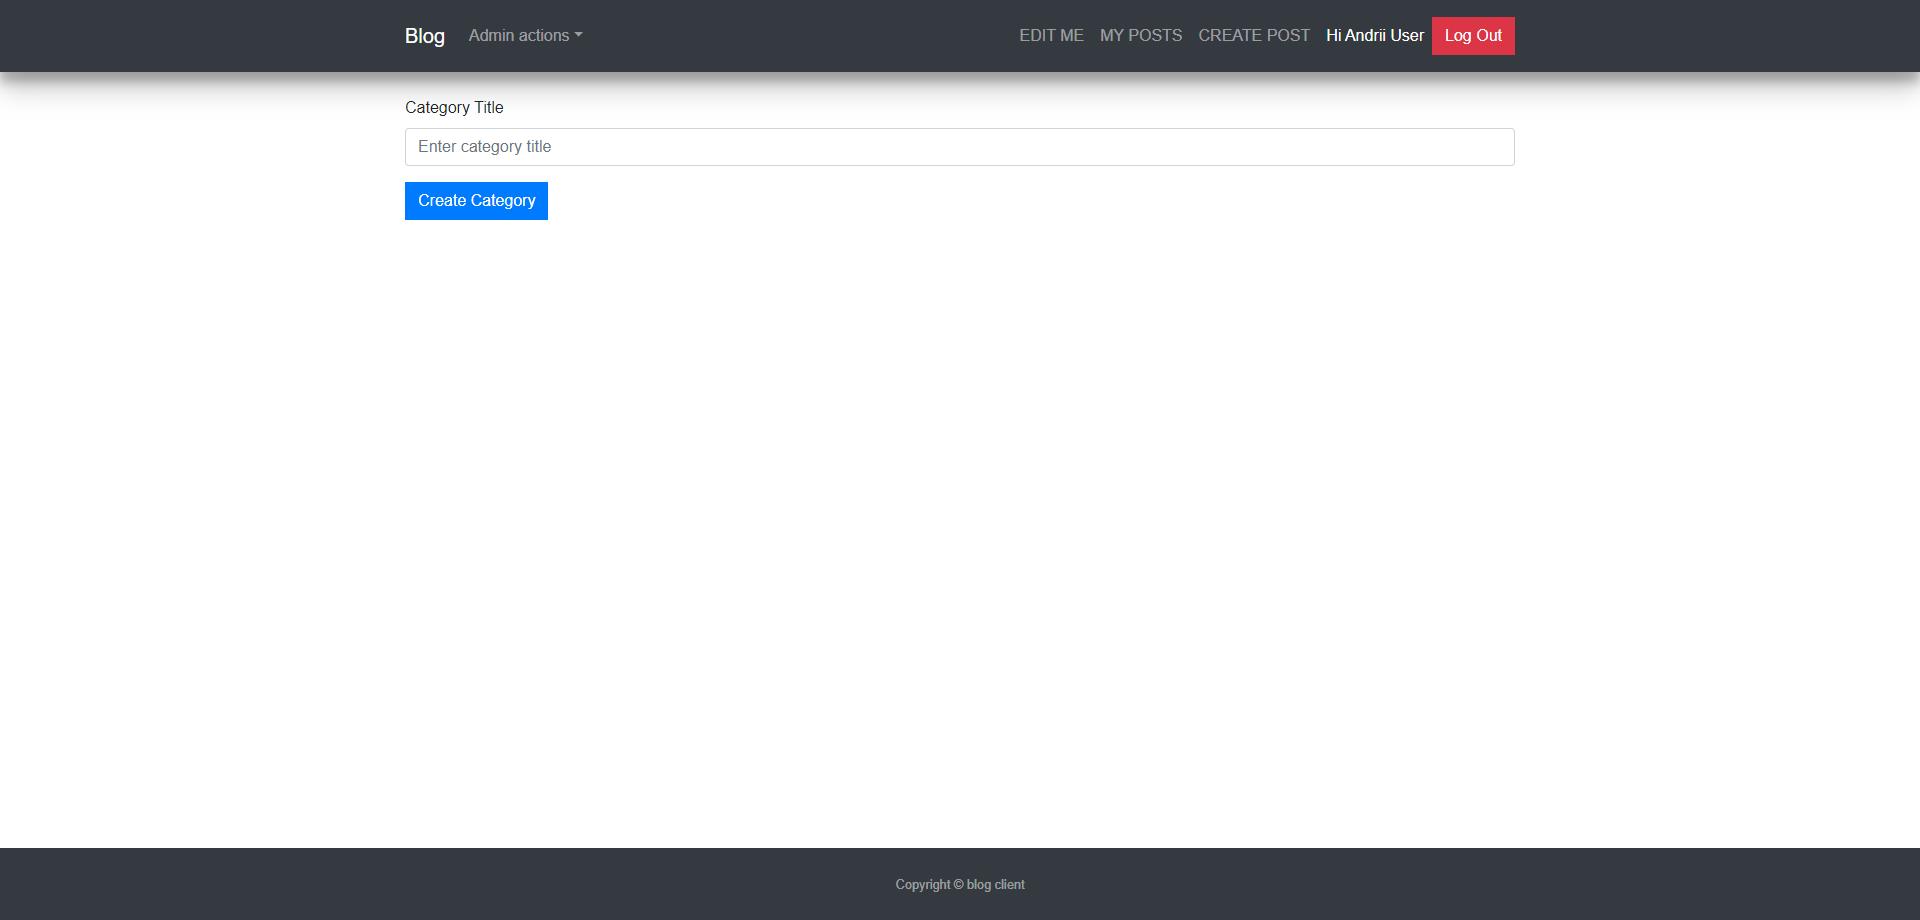 Blog Admin actions EDIT ME MY POSTS CREATE POST Hi Andrii User Log Out
Category Title
Enter category title
Create Category
Copyright © blog client